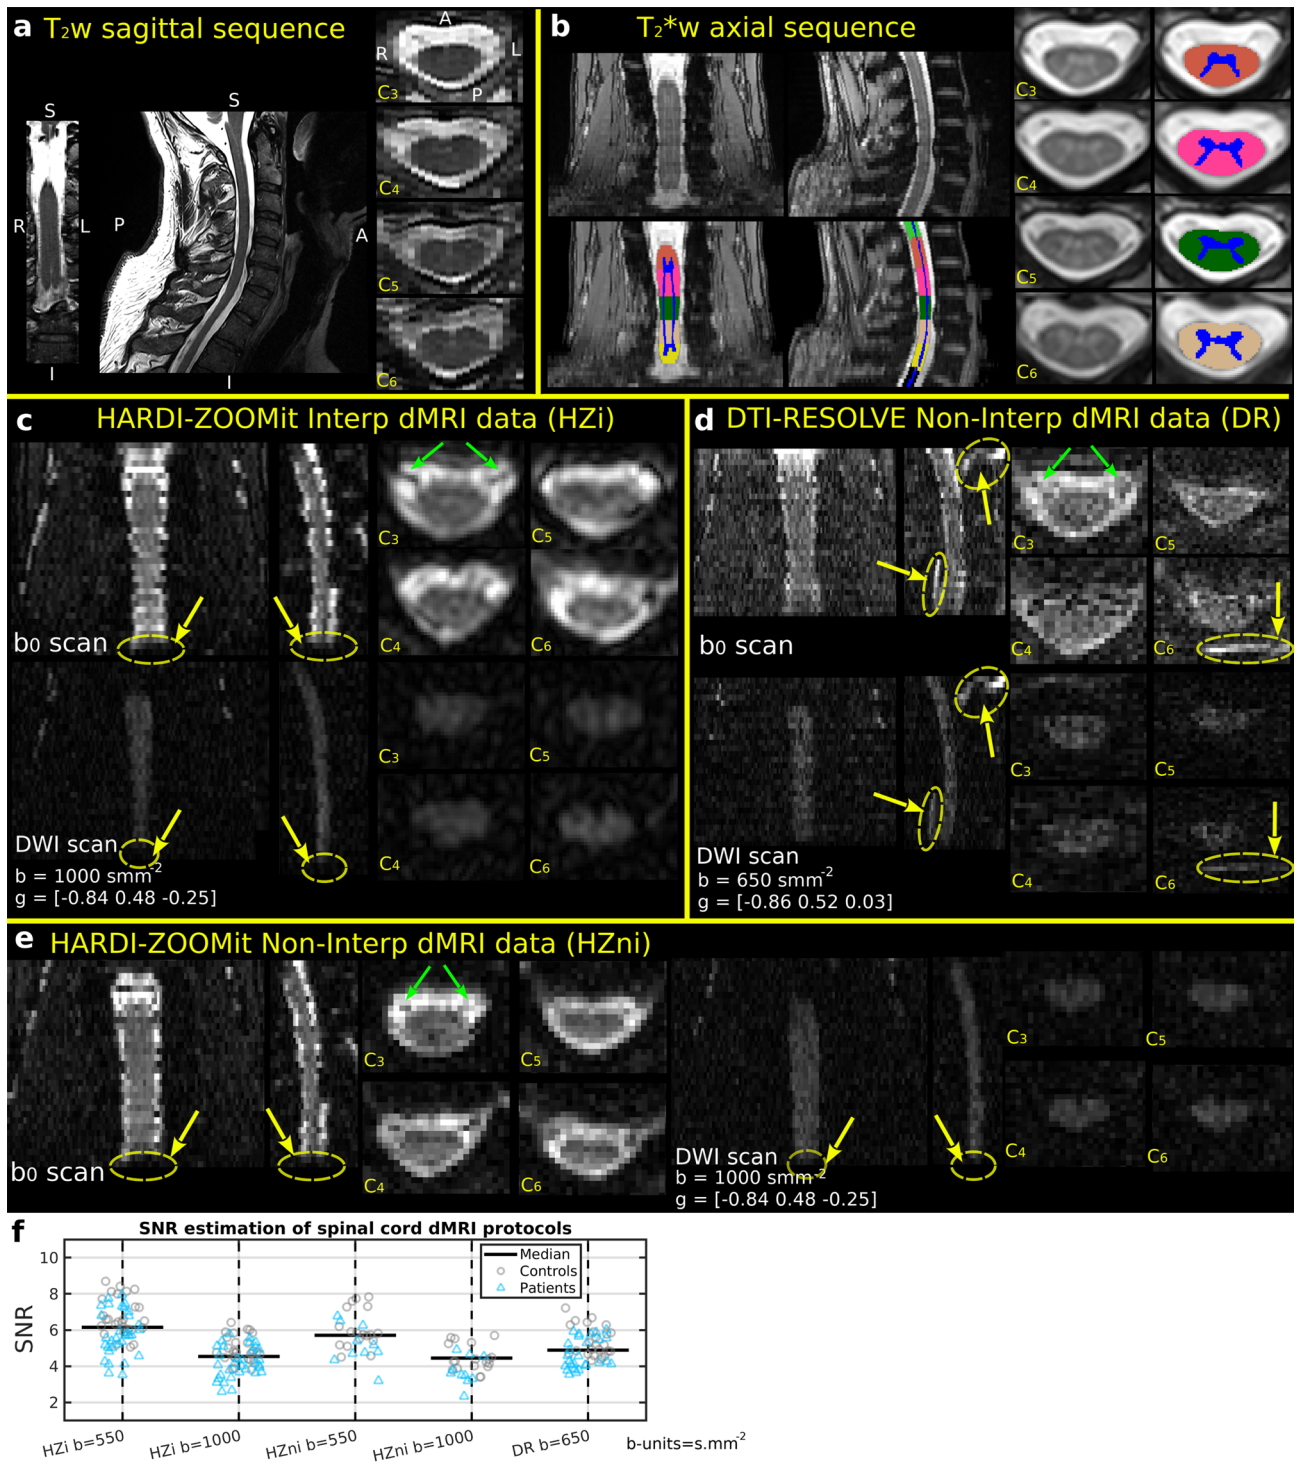 a T2w sagittal sequence
A
R
L
C3
P
S
S
C4
R
L
P
A
C5
I
I
C6
b T2*w axial sequence
C3
C4
C5
C6
c HARDI-ZOOMit Interp dMRI data (HZi)
C3
C5
b0 scan
C4
C6
C3
C5
DWI scan
b = 1000 smm-2
g = [-0.84 0.48 -0.25]
C4
C6
d DTI-RESOLVE Non-Interp dMRI data (DR)
C3
C5
b0 scan
C4
C6
C3
C5
DWI scan
b = 650 smm-2
g = [-0.86 0.52 0.03]
C4
C6
e HARDI-ZOOMit Non-Interp dMRI data (HZni)
C3
C5
b0 scan
C4
C6
C3
C5
DWI scan
b = 1000 smm-2
g = [-0.84 0.48 -0.25]
C4
C6
f SNR estimation of spinal cord dMRI protocols
10
8
6
4
2
SNR
Median
Controls
Patients
HZi b=550
HZi b=1000
HZni b=550
HZni b=1000
DR b=650
b-units=s.mm-2